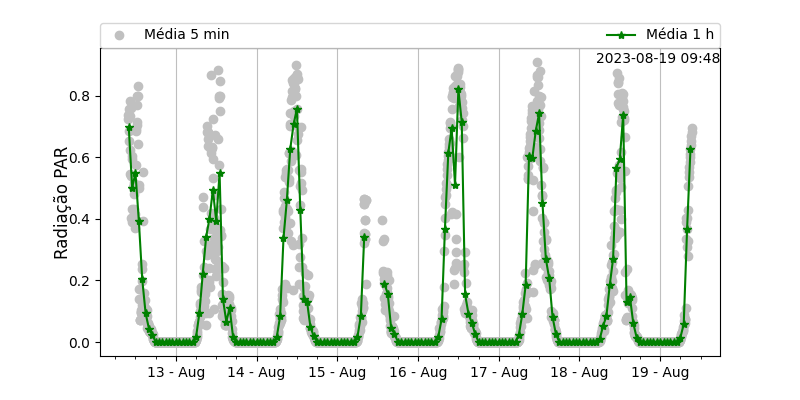 Média 5 min
Média 1 h
2023-08-19 09:48
Radiação PAR
0.8
0.6
0.4
0.2
0.0
13 - Aug
14 - Aug
15 - Aug
16 - Aug
17 - Aug
18 - Aug
19 - Aug